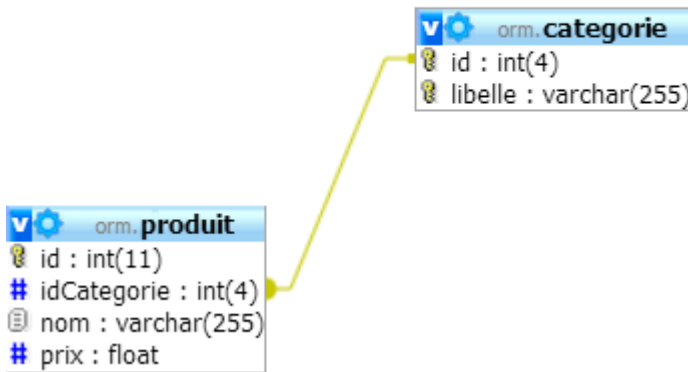 orm.categorie
id : int(4)
libelle : varchar(255)
orm.produit
id : int(11)
# idCategorie : int(4)
nom : varchar(255)
# prix : float